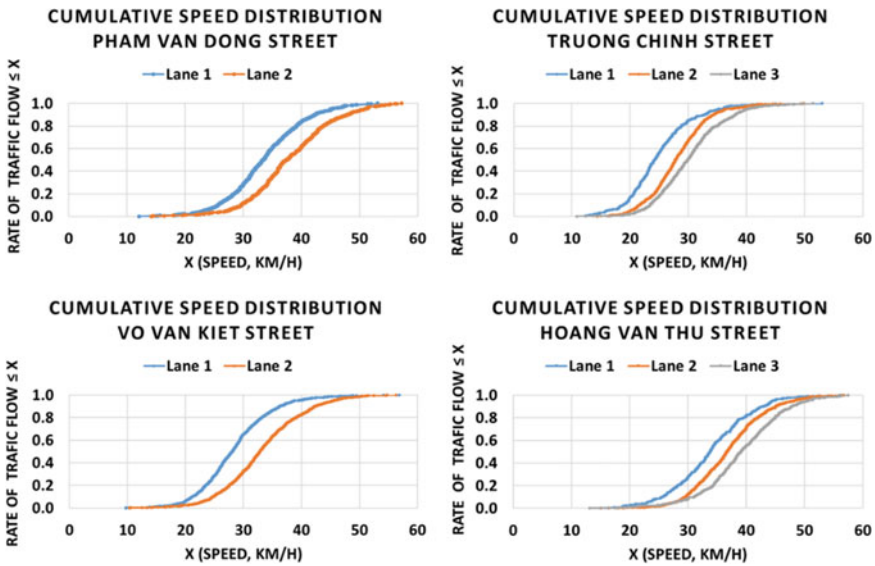 CUMULATIVE SPEED DISTRIBUTION
PHAM VAN DONG STREET
Lane 1 Lane 2
RATE OF TRAFFIC FLOW ≤ X
1.0
0.8
0.6
0.4
0.2
0.0
0 10 20 30 40 50 60
X (SPEED, KM/H)
CUMULATIVE SPEED DISTRIBUTION
TRUONG CHINH STREET
Lane 1 Lane 2 Lane 3
RATE OF TRAFFIC FLOW ≤ X
1.0
0.8
0.6
0.4
0.2
0.0
0 10 20 30 40 50 60
X (SPEED, KM/H)
CUMULATIVE SPEED DISTRIBUTION
VO VAN KIET STREET
Lane 1 Lane 2
RATE OF TRAFIC FLOW ≤ X
1.0
0.8
0.6
0.4
0.2
0.0
0 10 20 30 40 50 60
X (SPEED, KM/H)
CUMULATIVE SPEED DISTRIBUTION
HOANG VAN THU STREET
Lane 1 Lane 2 Lane 3
RATE OF TRAFFIC FLOW ≤ X
1.0
0.8
0.6
0.4
0.2
0.0
0 10 20 30 40 50 60
X (SPEED, KM/H)